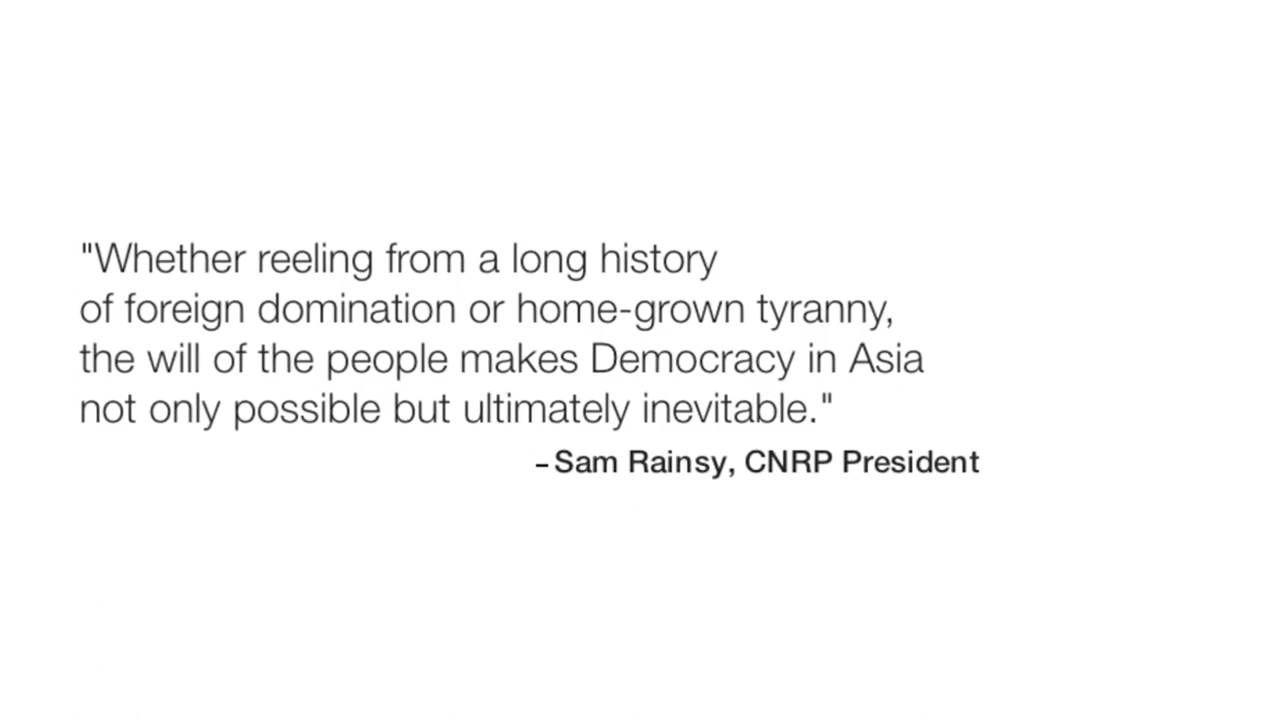 "Whether reeling from a long history
of foreign domination or home-grown tyranny,
the will of the people makes Democracy in Asia
not only possible but ultimately inevitable."
– Sam Rainsy, CNRP President